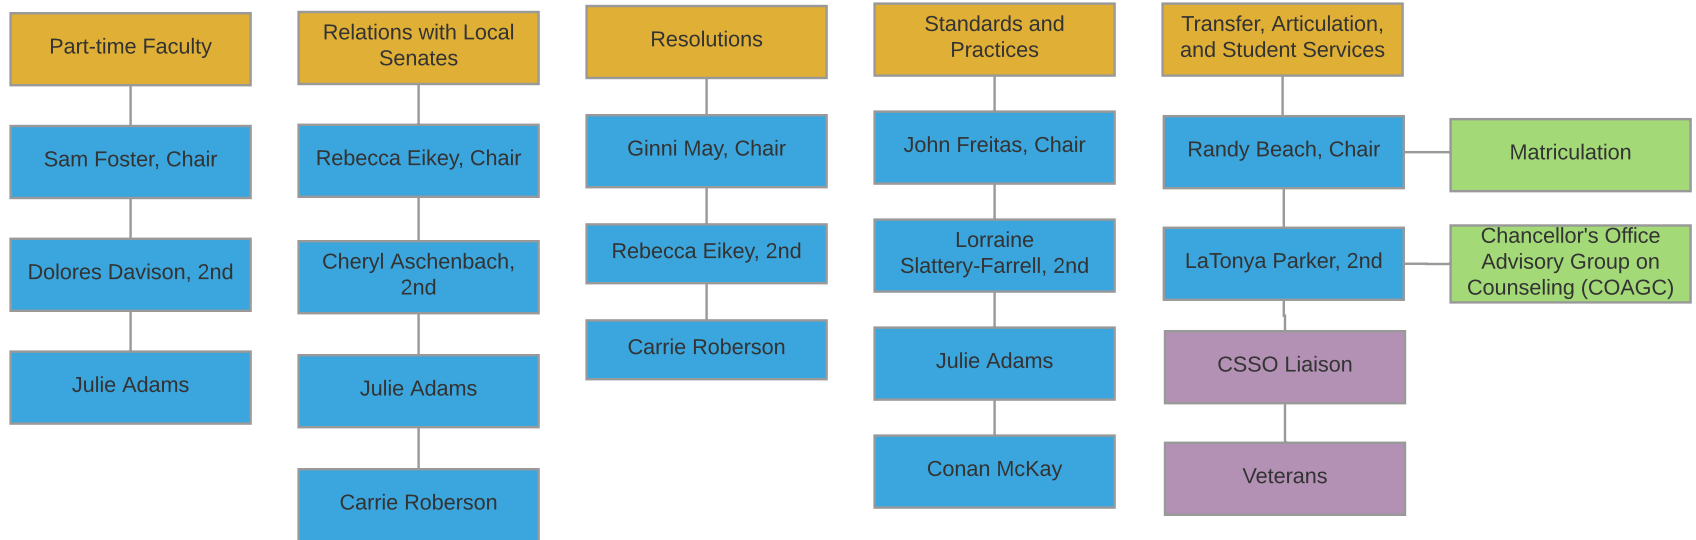 Part-time Faculty
Sam Foster, Chair
Dolores Davison, 2nd
Julie Adams
Relations with Local
Senates
Rebecca Eikey, Chair
Cheryl Aschenbach,
2nd
Julie Adams
Carrie Roberson
Resolutions
Ginni May, Chair
Rebecca Eikey, 2nd
Carrie Roberson
Standards and
Practices
John Freitas, Chair
Lorraine
Slattery-Farrell, 2nd
Julie Adams
Conan McKay
Transfer, Articulation,
and Student Services
Randy Beach, Chair
LaTonya Parker, 2nd
CSSO Liaison
Veterans
Matriculation
Chancellor's Office
Advisory Group on
Counseling (COAGC)